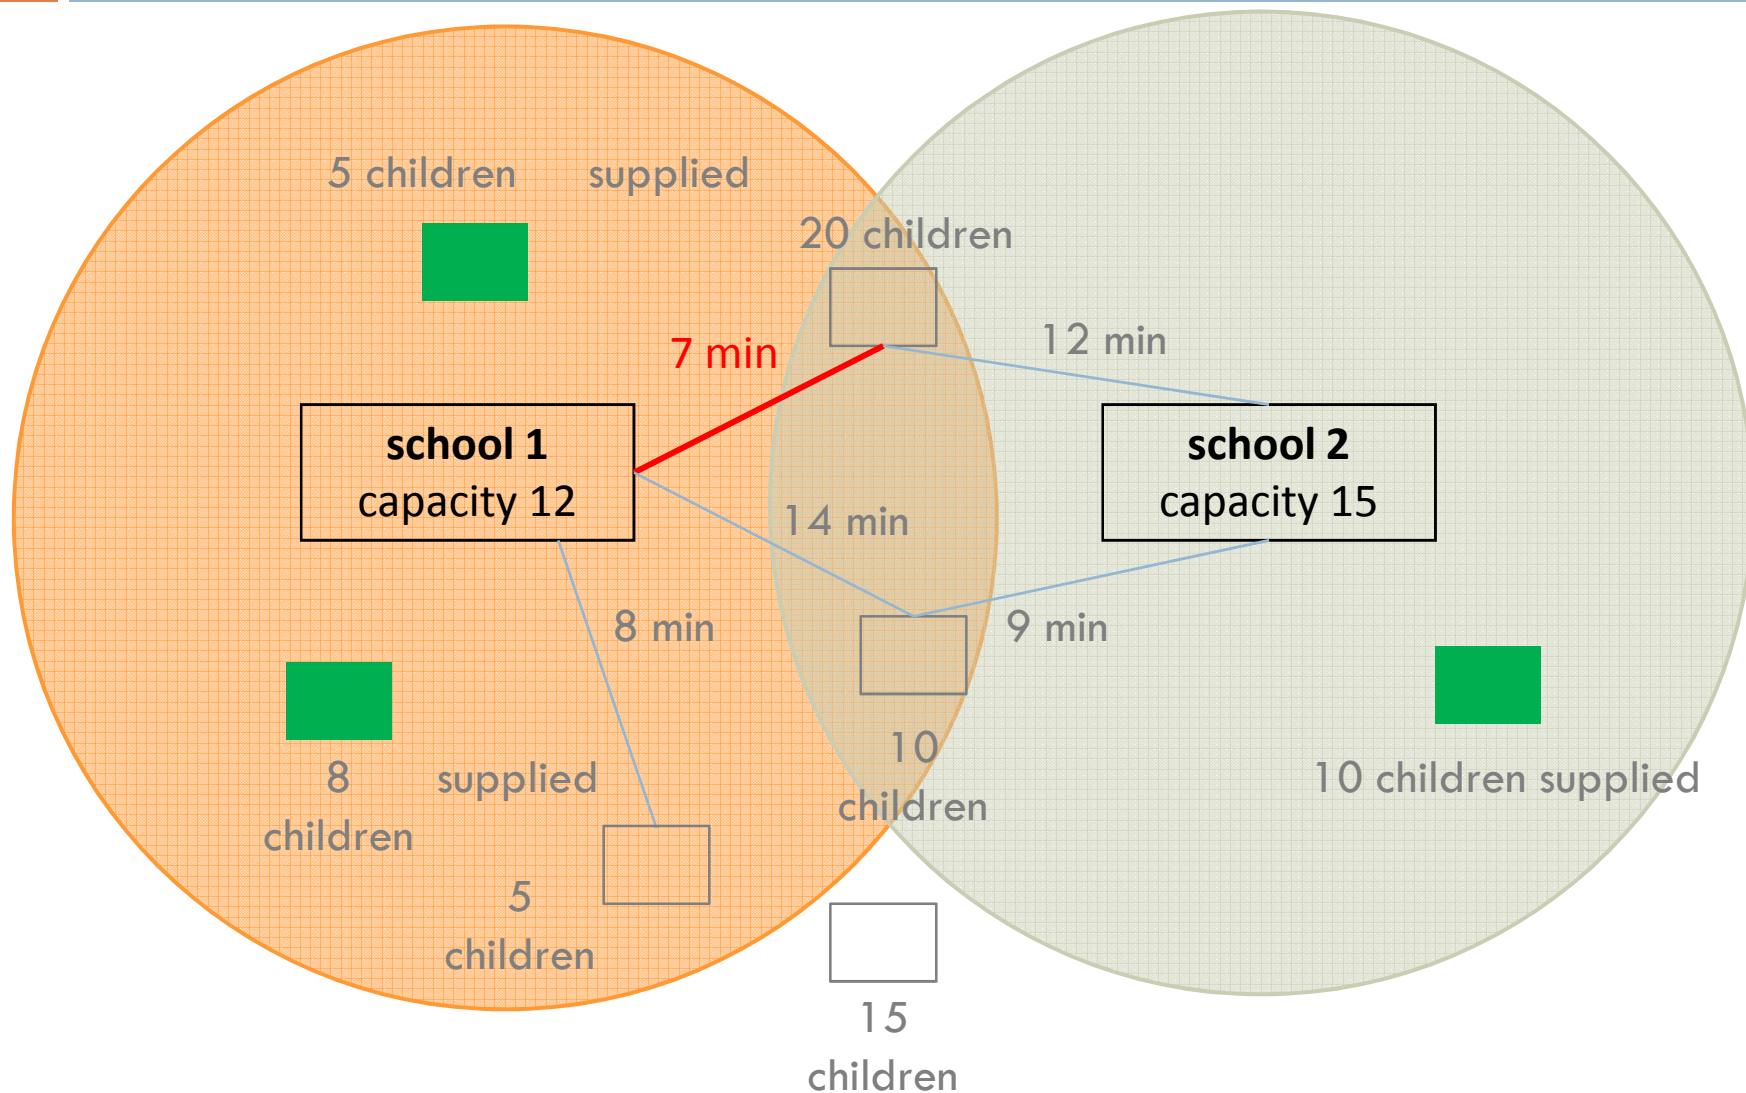 5 children supplied
20 children
7 min
12 min
school 1
capacity 12
school 2
capacity 15
14 min
8 min
9 min
10
children
8 supplied
children
10 children supplied
5
children
15
children